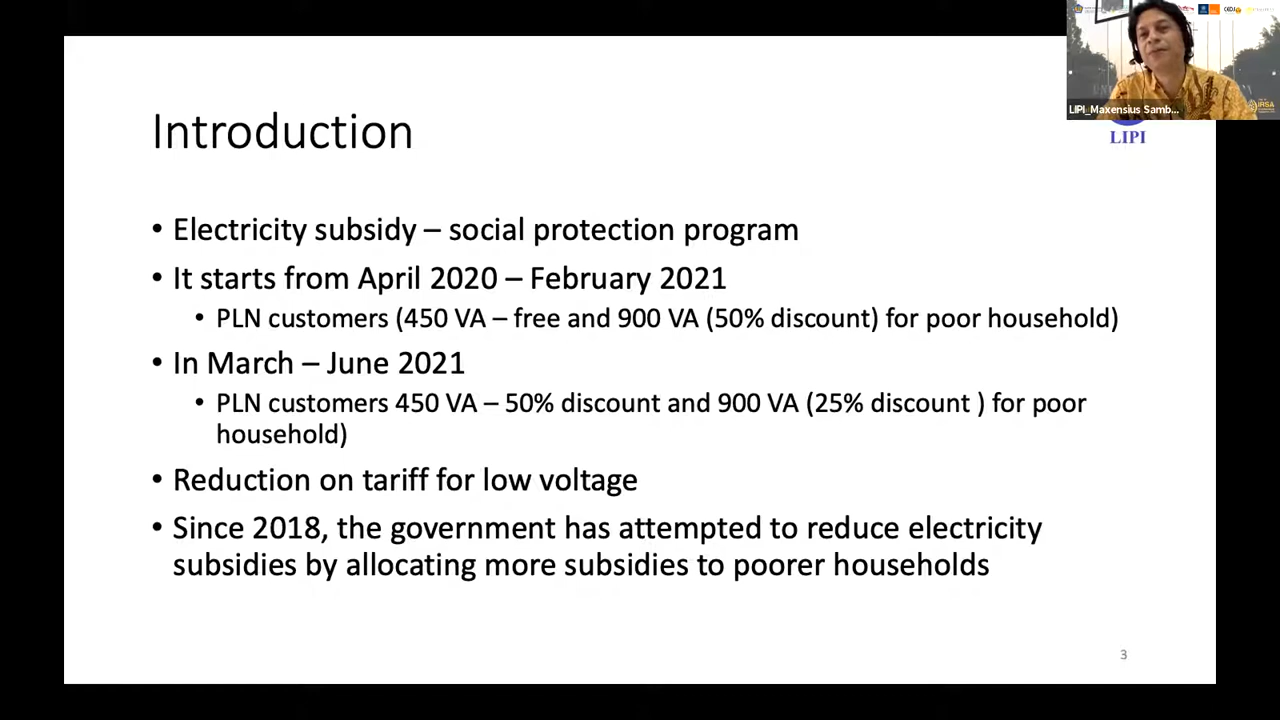 LIPI_Maxensius Samb...
IRSA
LIPI
Introduction
• Electricity subsidy – social protection program
• It starts from April 2020 – February 2021
• PLN customers (450 VA – free and 900 VA (50% discount) for poor household)
• In March – June 2021
• PLN customers 450 VA – 50% discount and 900 VA (25% discount ) for poor
household)
• Reduction on tariff for low voltage
• Since 2018, the government has attempted to reduce electricity
subsidies by allocating more subsidies to poorer households
3